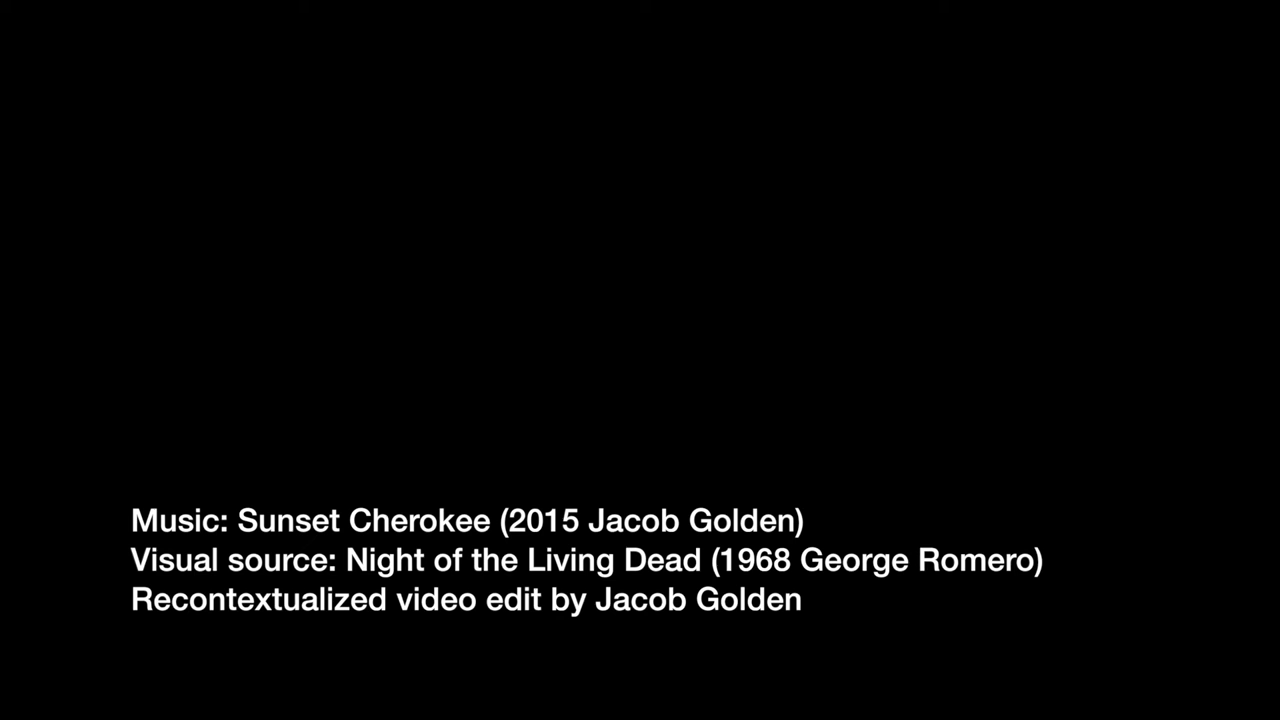 Music: Sunset Cherokee (2015 Jacob Golden)
Visual source: Night of the Living Dead (1968 George Romero)
Recontextualized video edit by Jacob Golden